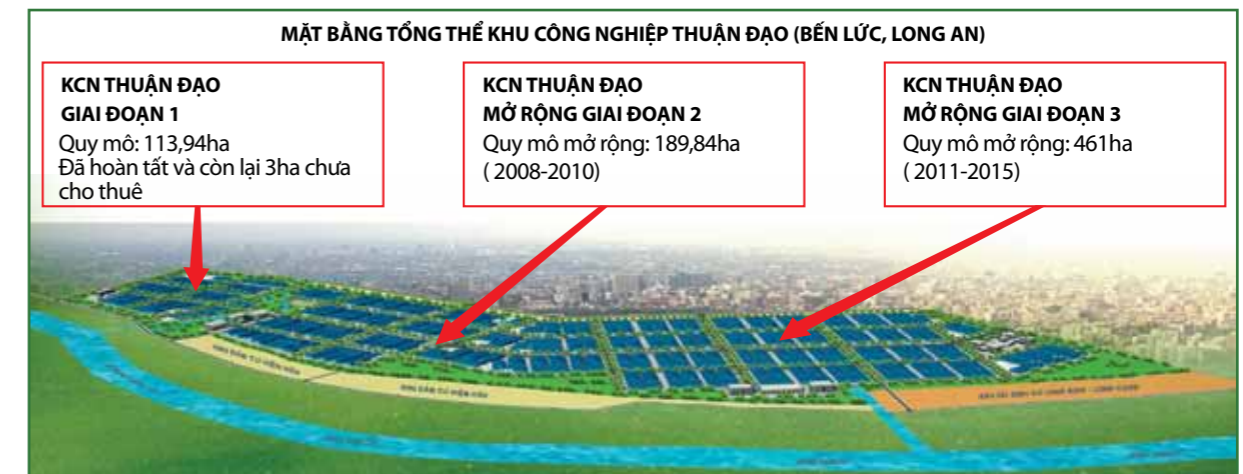 MẶT BẰNG TỔNG THỂ KHU CÔNG NGHIỆP THUẬN ĐẠO (BẾN LỨC, LONG AN)
KCN THUẬN ĐẠO
GIAI ĐOẠN 1
Quy mô: 113,94ha
Đã hoàn tất và còn lại 3ha chưa
cho thuê
KCN THUẬN ĐẠO
MỞ RỘNG GIAI ĐOẠN 2
Quy mô mở rộng: 189,84ha
( 2008-2010)
KCN THUẬN ĐẠO
MỞ RỘNG GIAI ĐOẠN 3
Quy mô mở rộng: 461ha
( 2011-2015)